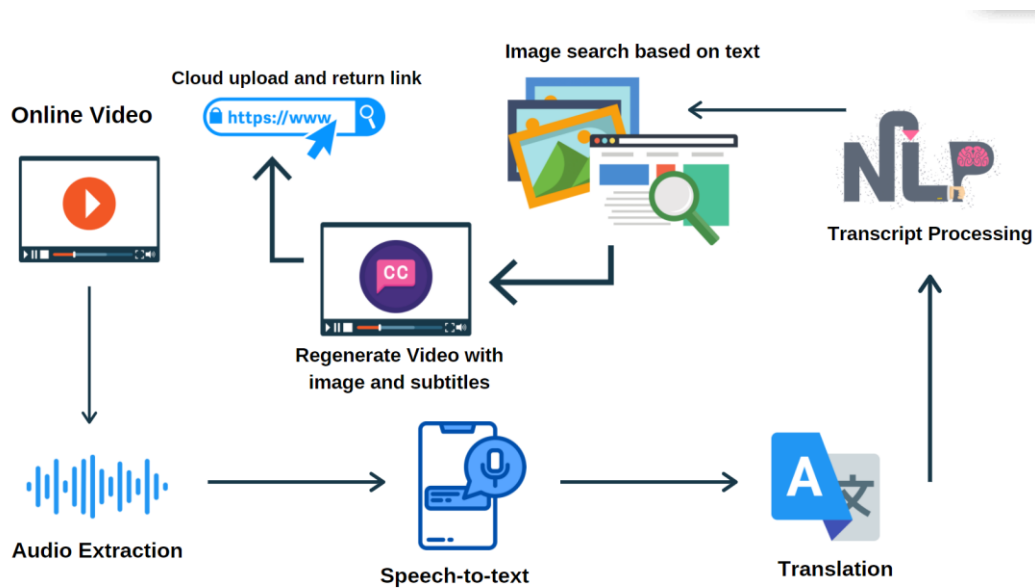 Image search based on text
Cloud upload and return link
Online Video
https://www.
NLP
Transcript Processing
CC
Regenerate Video with
image and subtitles
A
文
Audio Extraction
Speech-to-text
Translation